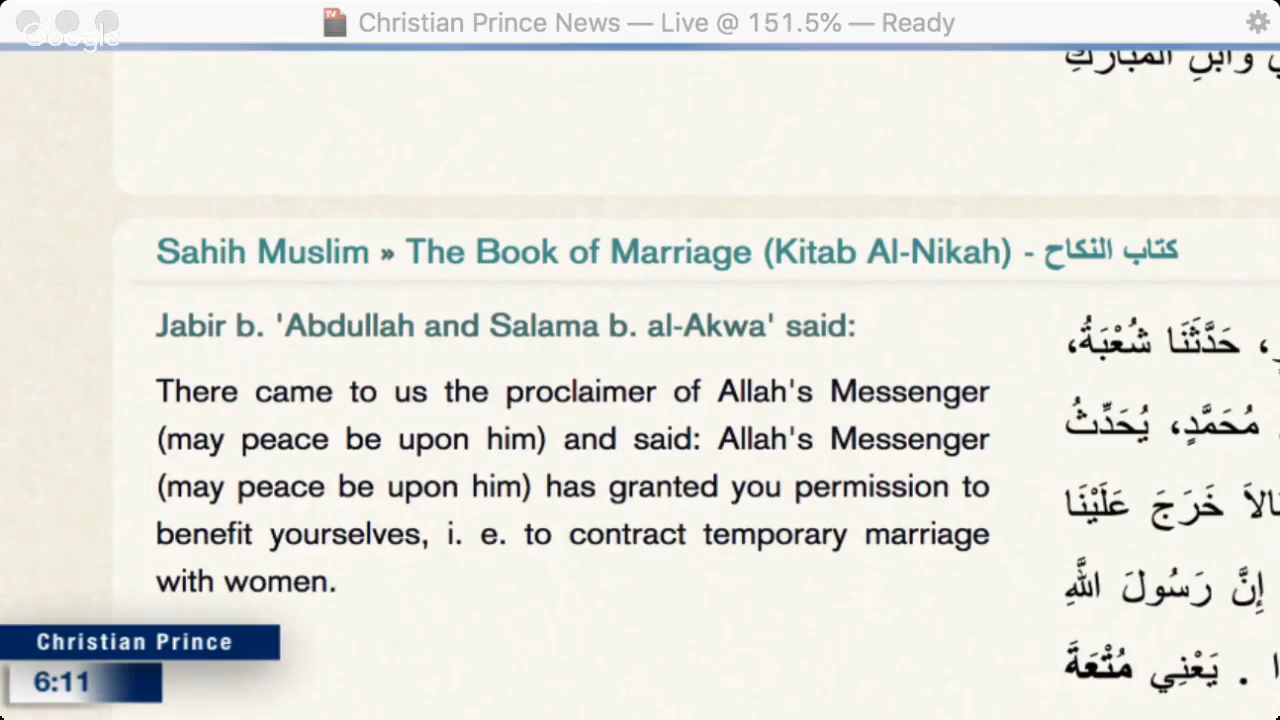 Christian Prince News — Live @ 151.5% — Ready
Google
وَابْنِ الْمُبَارَكِ
Sahih Muslim » The Book of Marriage (Kitab Al-Nikah) - كتاب النكاح
Jabir b. 'Abdullah and Salama b. al-Akwa' said:
There came to us the proclaimer of Allah's Messenger
(may peace be upon him) and said: Allah's Messenger
(may peace be upon him) has granted you permission to
benefit yourselves, i. e. to contract temporary marriage
with women.
حَدَّثَنَا شُعْبَةُ،
مُحَمَّدٍ، يُحَدِّثُ
خَرَجَ عَلَيْنَا
إِنَّ رَسُولَ اللَّهِ
. يَعْنِي مُتْعَةَ
Christian Prince
6:11